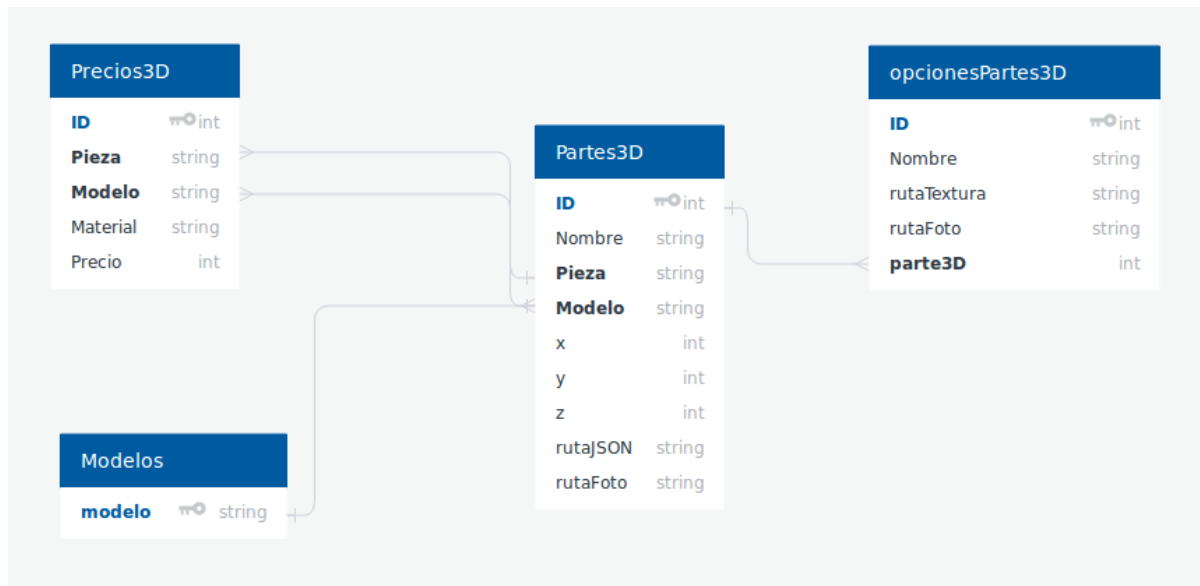 Precios3D
ID int
Pieza string
Modelo string
Material string
Precio int
Modelos
modelo string
Partes3D
ID int
Nombre string
Pieza string
Modelo string
x int
y int
z int
rutaJSON string
rutaFoto string
opcionesPartes3D
ID int
Nombre string
rutaTextura string
rutaFoto string
parte3D int